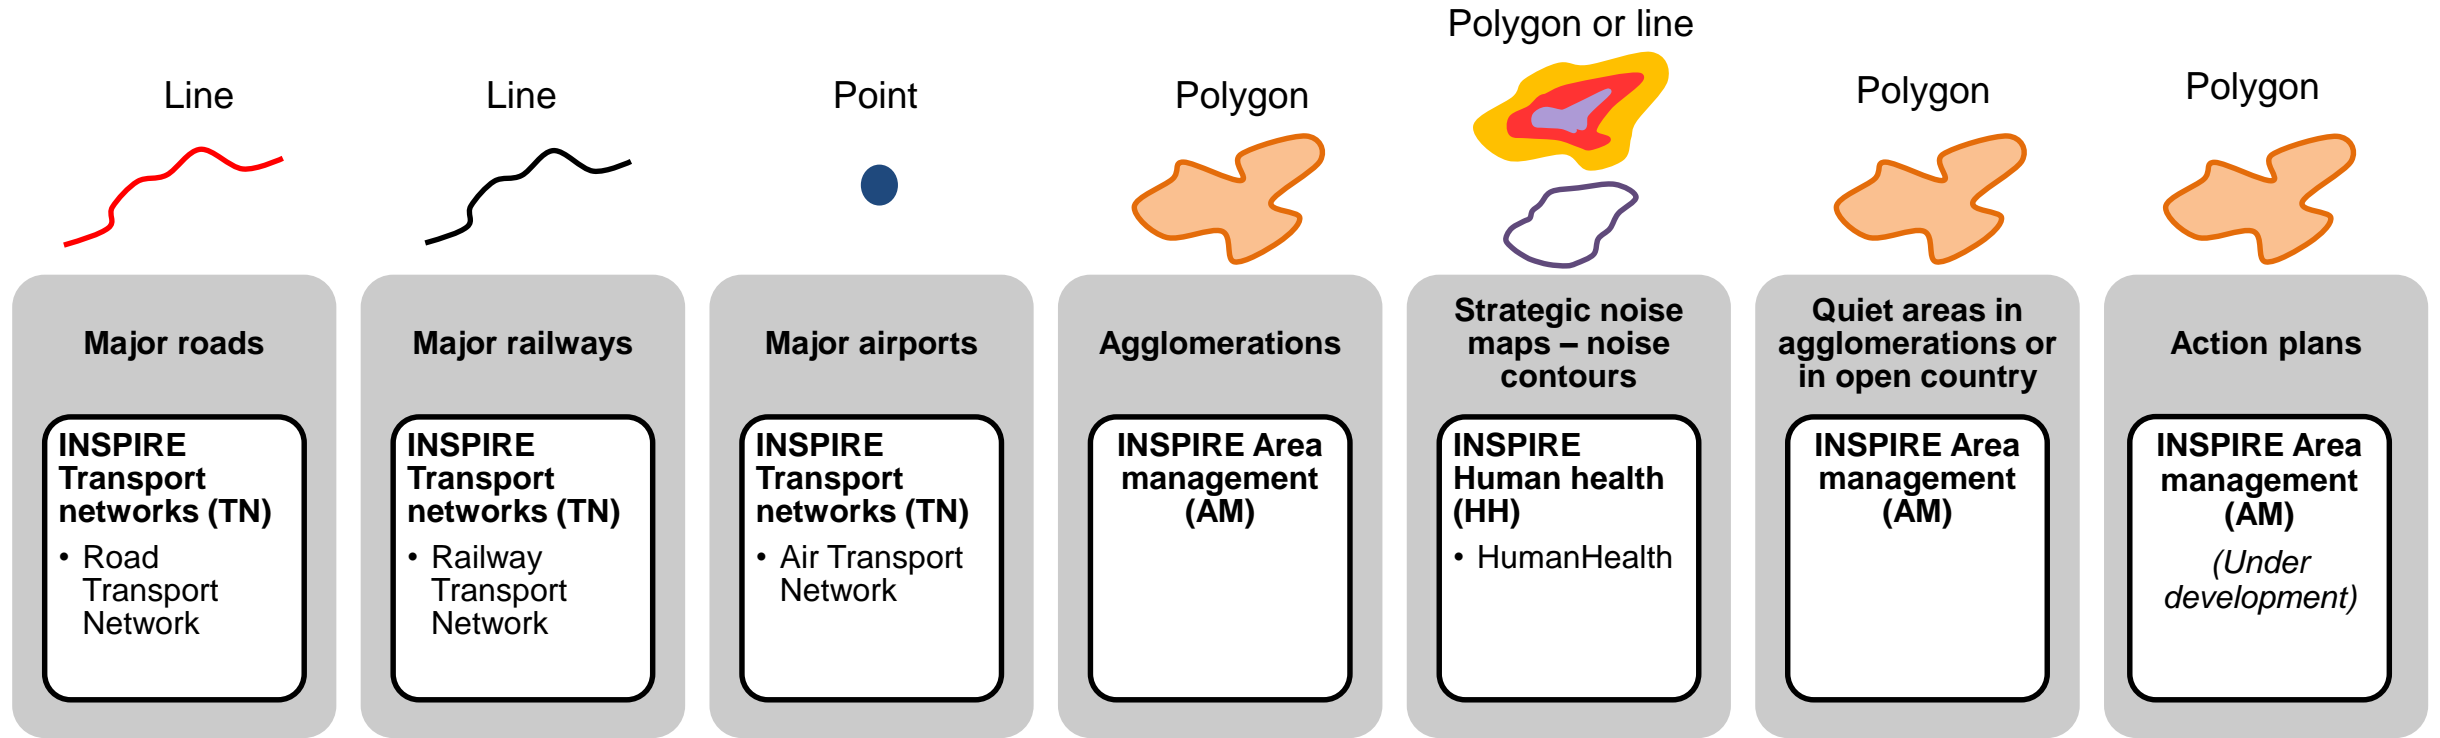 Line
Major roads
INSPIRE
Transport
networks (TN)
• Road
Transport
Network
Line
Major railways
INSPIRE
Transport
networks (TN)
• Railway
Transport
Network
Point
Major airports
INSPIRE
Transport
networks (TN)
• Air Transport
Network
Polygon
Agglomerations
INSPIRE Area
management
(AM)
Polygon or line
Strategic noise
maps – noise
contours
INSPIRE
Human health
(HH)
• HumanHealth
Polygon
Quiet areas in
agglomerations or
in open country
INSPIRE Area
management
(AM)
Polygon
Action plans
INSPIRE Area
management
(AM)
(Under
development)